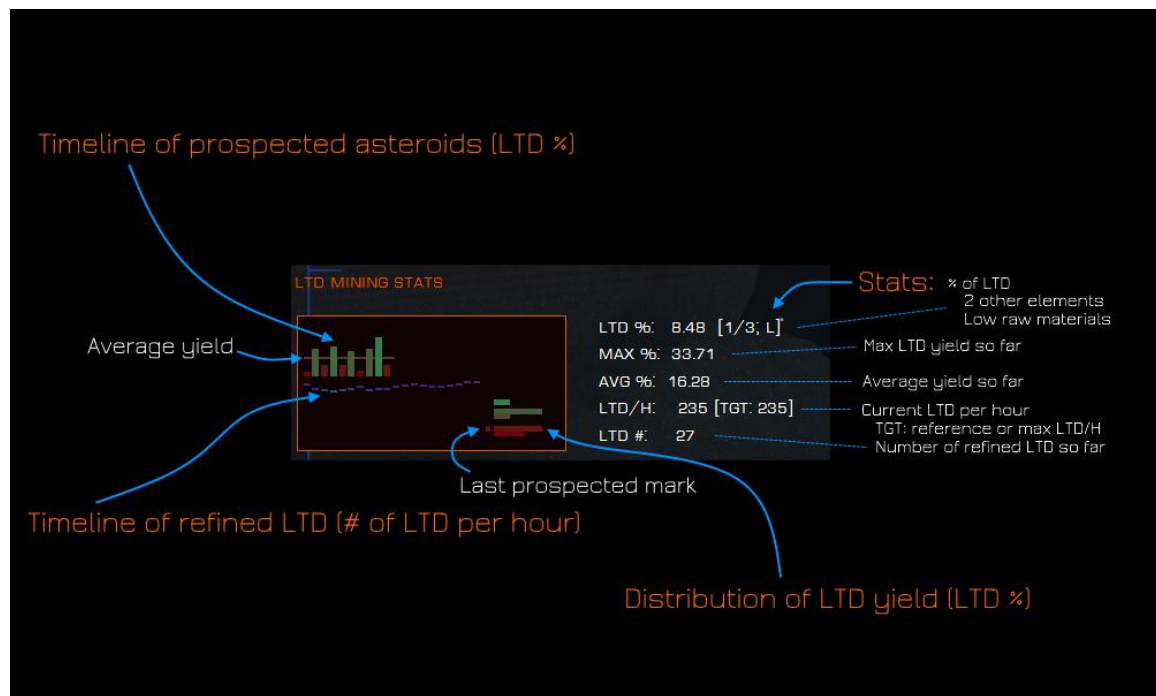 Timeline of prospected asteroids (LTD %)
LTD MINING STATS
Stats: % of LTD
2 other elements
Low raw materials
Average yield
LTD %: 8.48 [1/3; L]*
MAX %: 33.71
Max LTD yield so far
AVG %: 16.28
Average yield so far
LTD/H: 235 [TGT: 235]
Current LTD per hour
TGT: reference or max LTD/H
LTD #: 27
Number of refined LTD so far
Last prospected mark
Timeline of refined LTD (# of LTD per hour)
Distribution of LTD yield (LTD %)